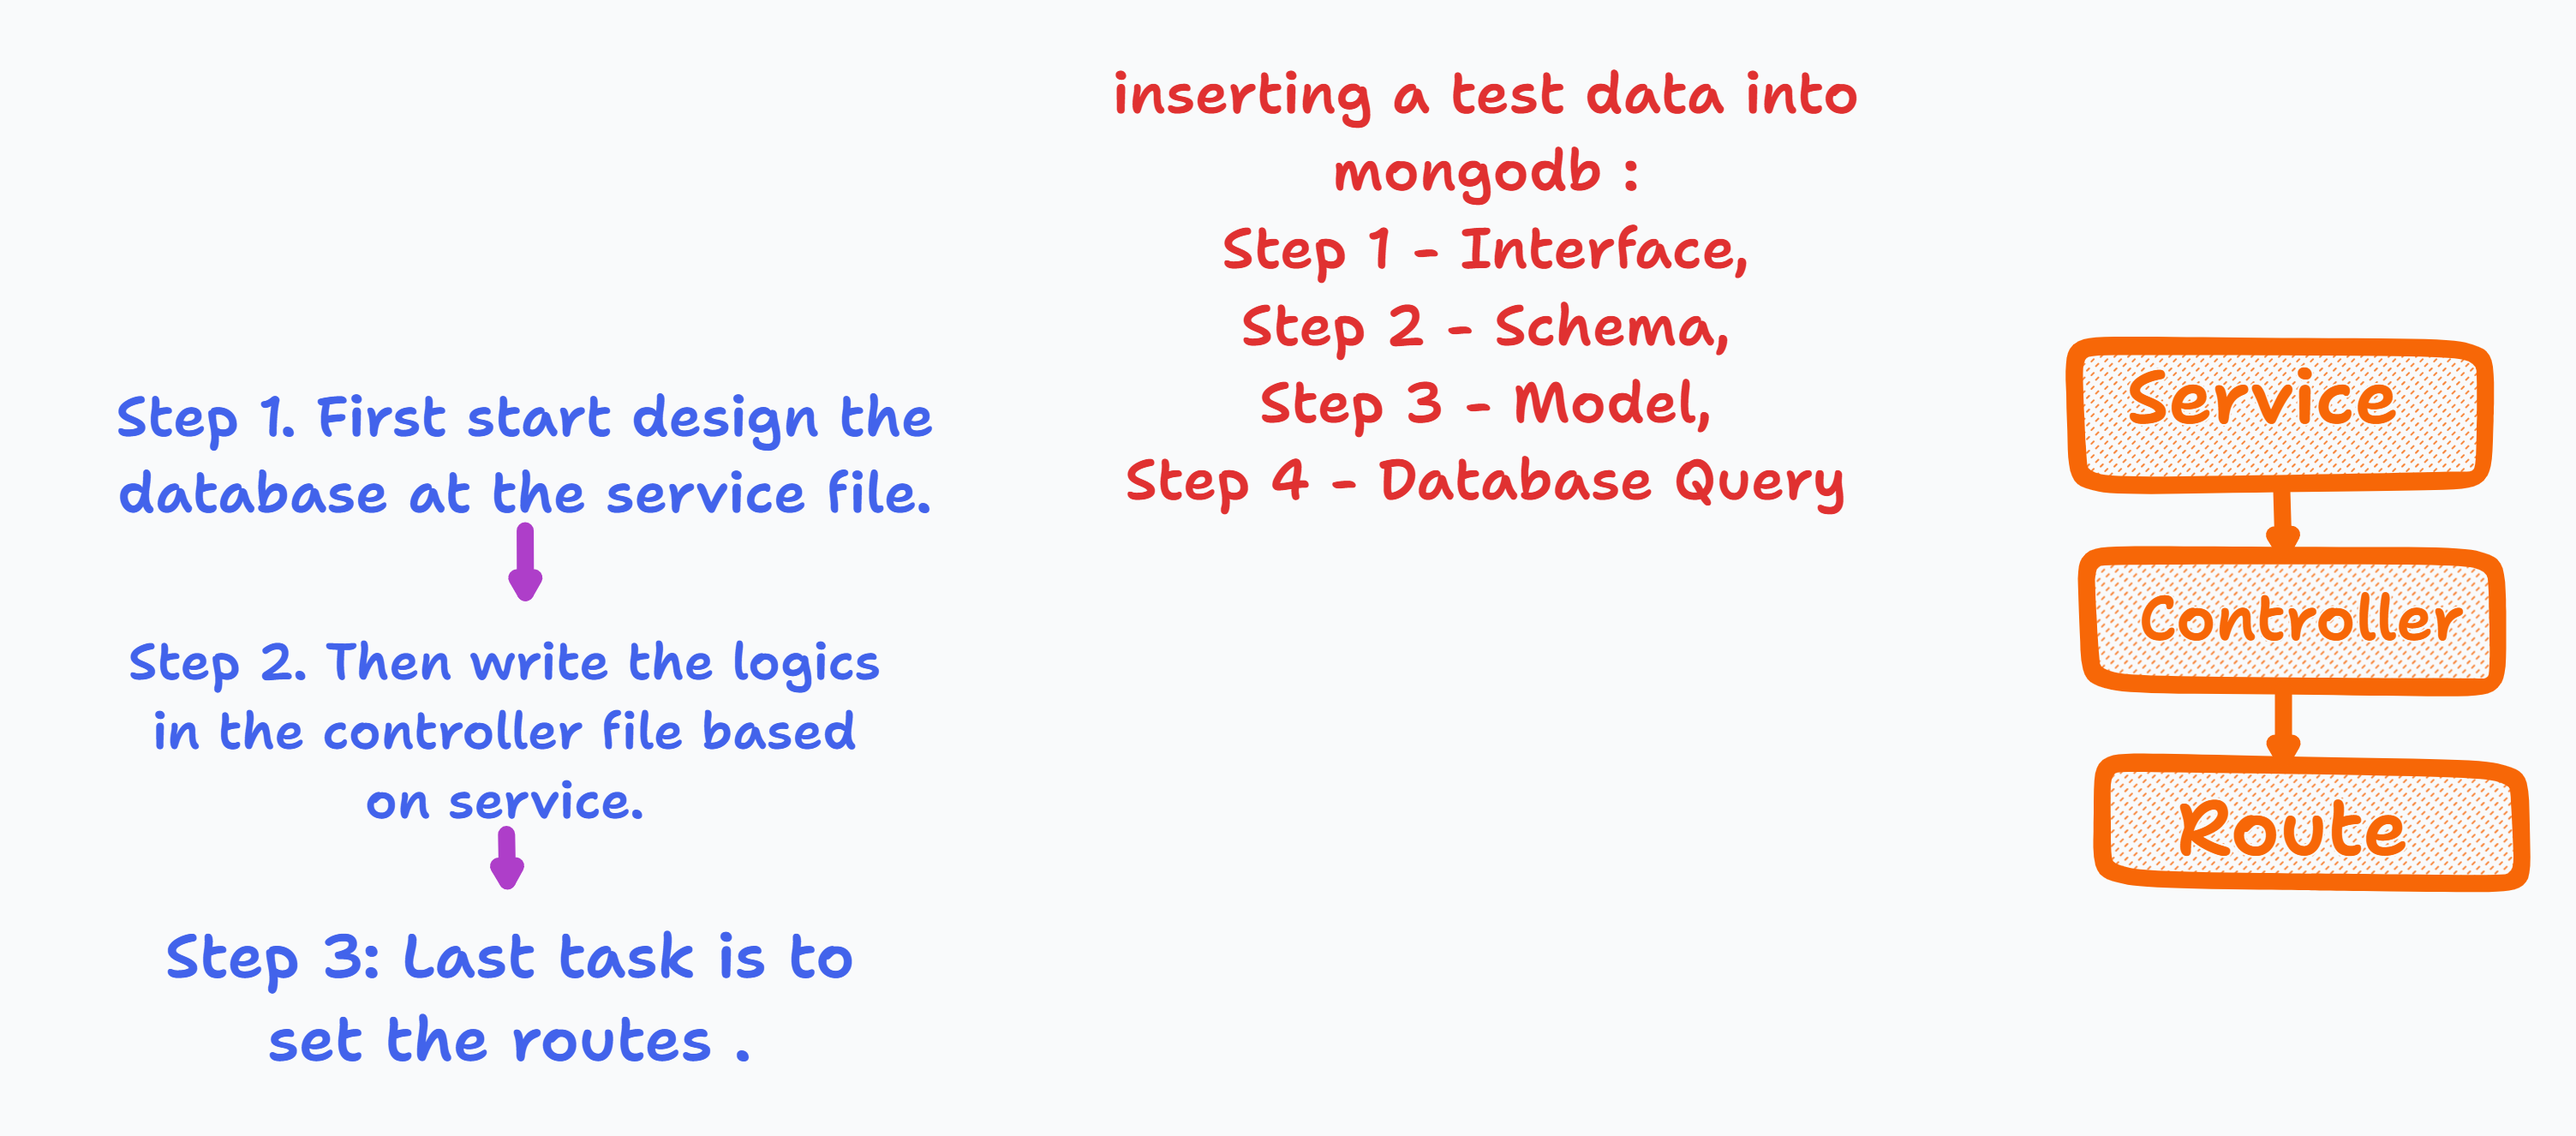 inserting a test data into
mongodb :
Step 1 - Interface,
Step 2 - Schema,
Step 3 - Model,
Step 4 - Database Query
Step 1. First start design the
database at the service file.
Step 2. Then write the logics
in the controller file based
on service.
Step 3: Last task is to
set the routes .
Service
Controller
Route